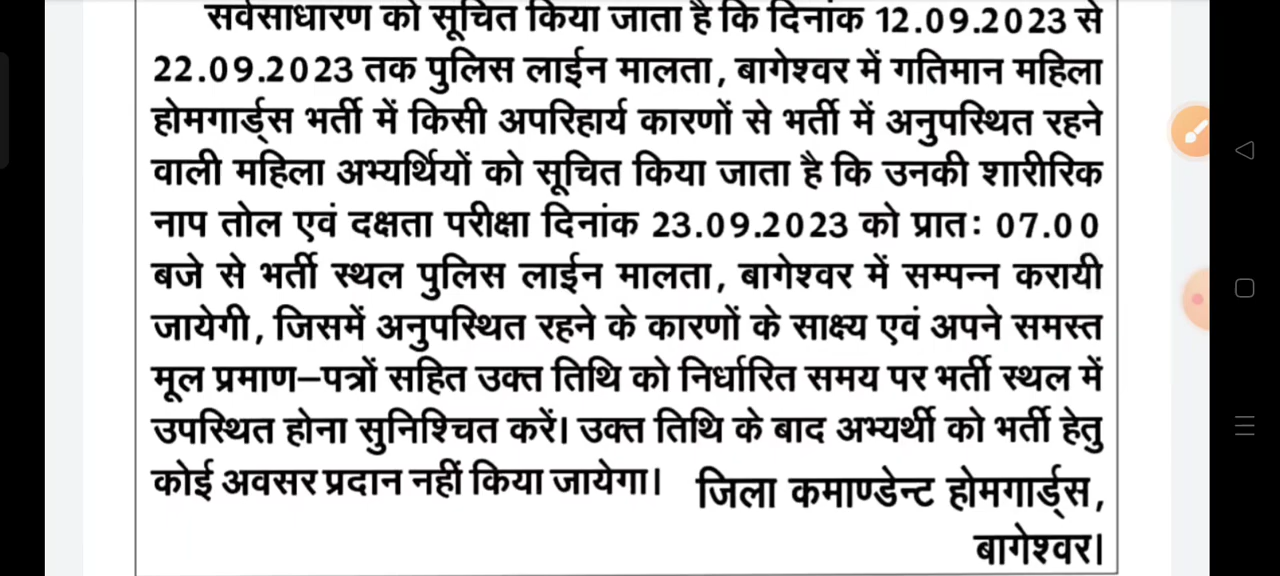 सर्वसाधारण को सूचित किया जाता है कि दिनांक 12.09.2023 से
22.09.2023 तक पुलिस लाईन मालता, बागेश्वर में गतिमान महिला
होमगार्ड्स भर्ती में किसी अपरिहार्य कारणों से भर्ती में अनुपस्थित रहने
वाली महिला अभ्यर्थियों को सूचित किया जाता है कि उनकी शारीरिक
नाप तोल एवं दक्षता परीक्षा दिनांक 23.09.2023 को प्रातः 07.00
बजे से भर्ती स्थल पुलिस लाईन मालता, बागेश्वर में सम्पन्न करायी
जायेगी, जिसमें अनुपस्थित रहने के कारणों के साक्ष्य एवं अपने समस्त
मूल प्रमाण–पत्रों सहित उक्त तिथि को निर्धारित समय पर भर्ती स्थल में
उपस्थित होना सुनिश्चित करें। उक्त तिथि के बाद अभ्यर्थी को भर्ती हेतु
कोई अवसर प्रदान नहीं किया जायेगा। जिला कमाण्डेन्ट होमगार्ड्स,
बागेश्वर।